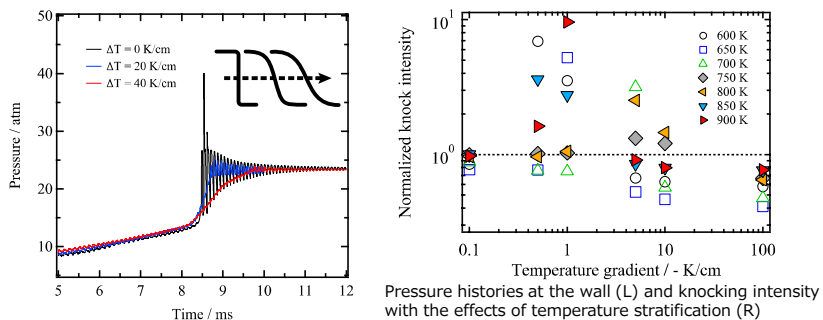 50
40
30
20
10
5
6
7
8
9
10
11
12
Pressure / atm
Time / ms
ΔT = 0 K/cm
ΔT = 20 K/cm
ΔT = 40 K/cm
10¹
10⁰
0.1
1
10
100
Normalized knock intensity
Temperature gradient / - K/cm
600 K
650 K
700 K
750 K
800 K
850 K
900 K
Pressure histories at the wall (L) and knocking intensity
with the effects of temperature stratification (R)